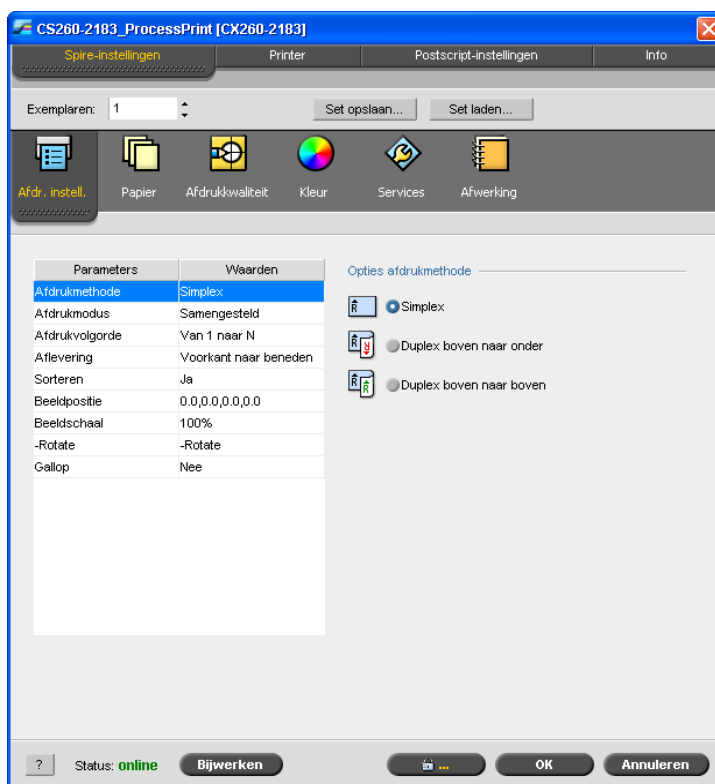 CS260-2183_ProcessPrint [CX260-2183]
Spire-instellingen Printer Postscript-instellingen Info
Exemplaren: 1 Set opslaan... Set laden...
Afdr. instell. Papier Afdrukkwaliteit Kleur Services Afwerking
Parameters Waarden
Afdrukmethode Simplex
Afdrukmodus Samengesteld
Afdrukvolgorde Van 1 naar N
Aflevering Voorkant naar beneden
Sorteren Ja
Beeldpositie 0.0,0.0,0.0,0.0
Beeldschaal 100%
-Rotate -Rotate
Gallop Nee
Opties afdrukmethode
R Simplex
R R Duplex boven naar onder
R R Duplex boven naar boven
? Status: online Bijwerken ... OK Annuleren